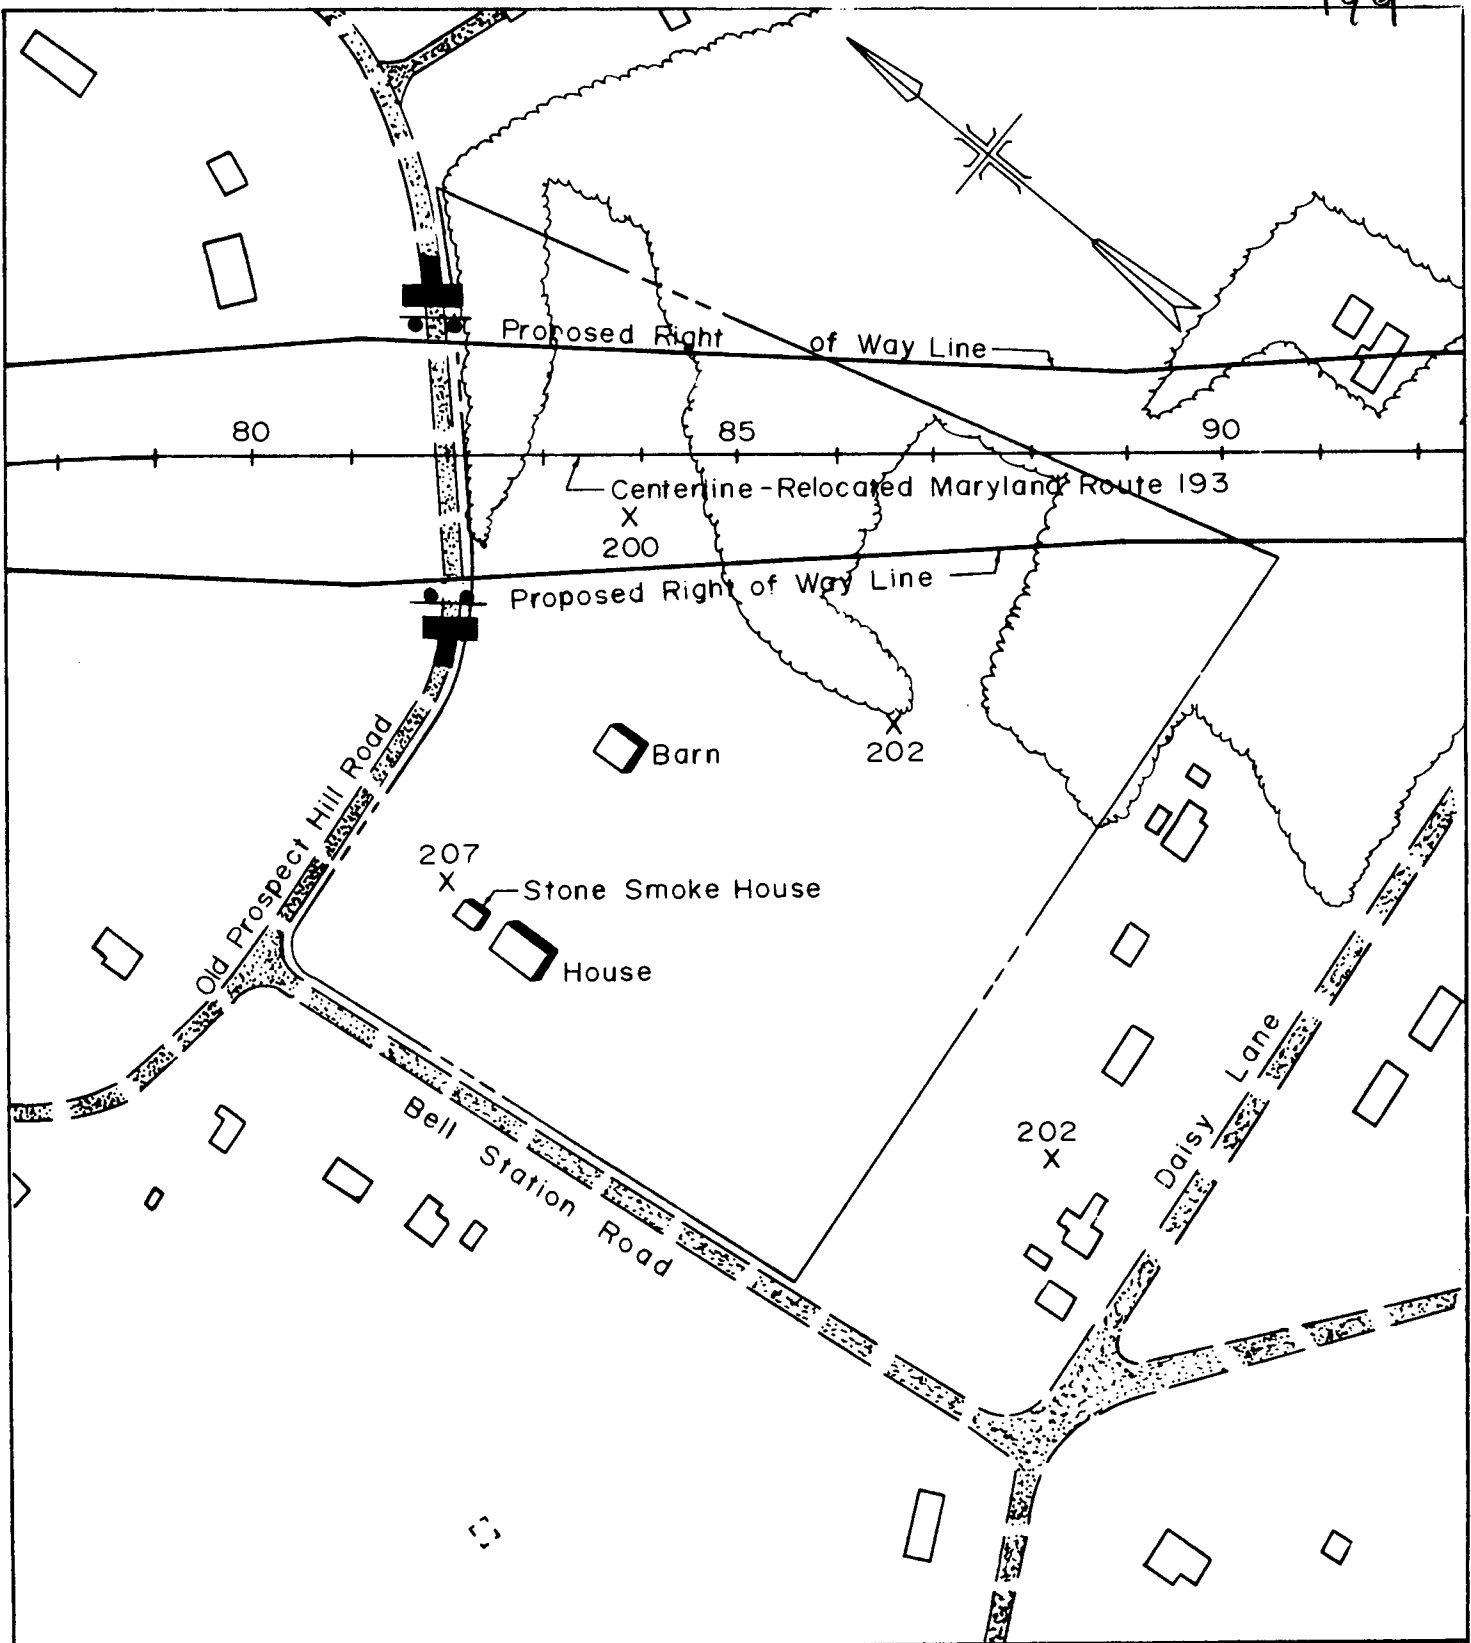 199
Proposed Right of Way Line
80 85 90
Centerline-Relocated Maryland Route 193
X
200
Proposed Right of Way Line
Barn
X
202
Old Prospect Hill Road
207
X
Stone Smoke House
House
Bell Station Road
202
X
Daisy Lane